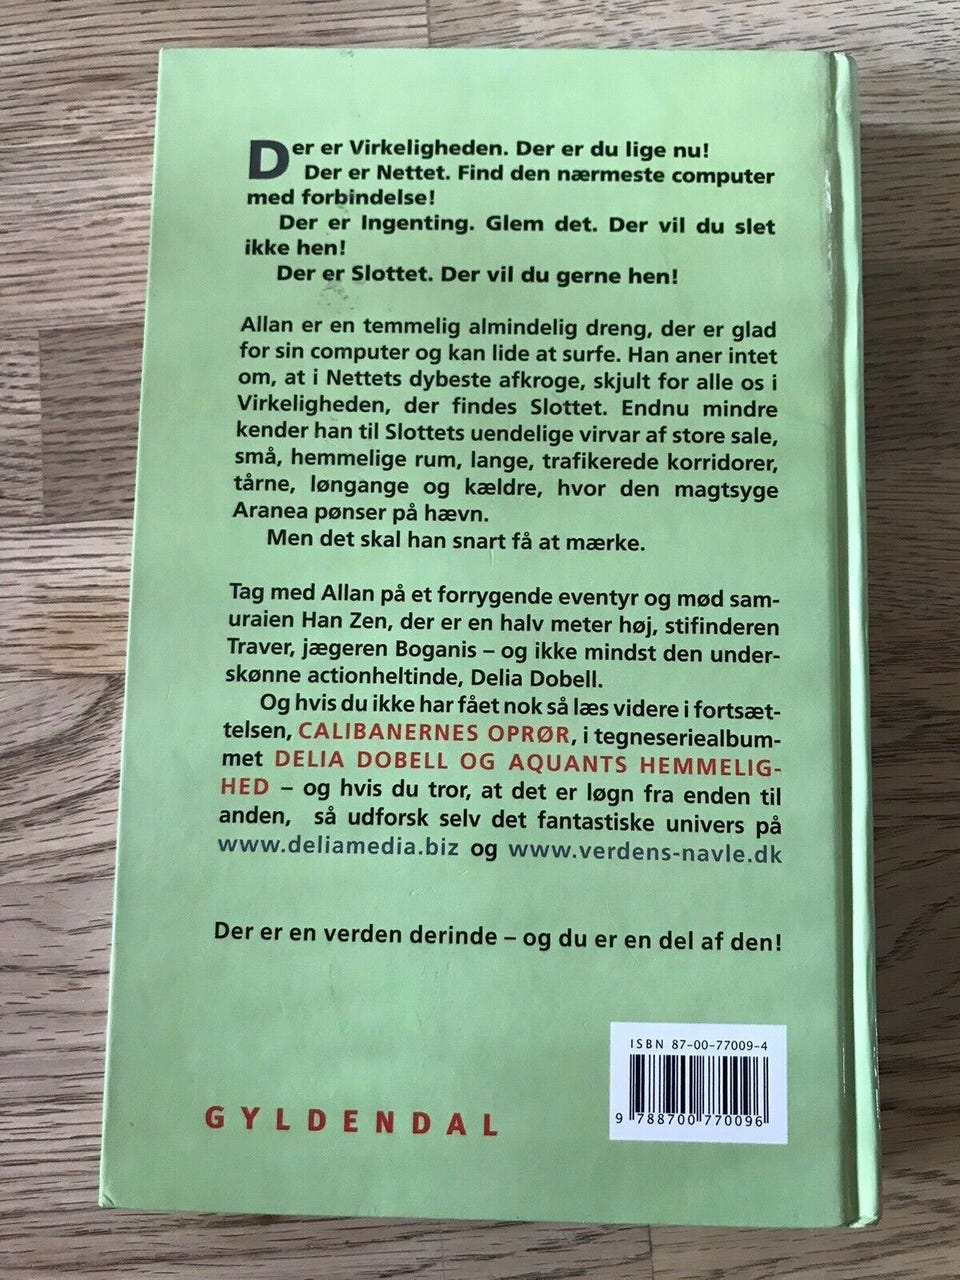 Der er Virkeligheden. Der er du lige nu!
Der er Nettet. Find den nærmeste computer
med forbindelse!
Der er Ingenting. Glem det. Der vil du slet
ikke hen!
Der er Slottet. Der vil du gerne hen!
Allan er en temmelig almindelig dreng, der er glad
for sin computer og kan lide at surfe. Han aner intet
om, at i Nettets dybeste afkroge, skjult for alle os i
Virkeligheden, der findes Slottet. Endnu mindre
kender han til Slottets uendelige virvar af store sale,
små, hemmelige rum, lange, trafikerede korridorer,
tårne, løngange og kældre, hvor den magtsyge
Aranea pønser på hævn.
Men det skal han snart få at mærke.
Tag med Allan på et forrygende eventyr og mød sam-
uraien Han Zen, der er en halv meter høj, stifinderen
Traver, jægeren Boganis – og ikke mindst den under-
skønne actionheltinde, Delia Dobell.
Og hvis du ikke har fået nok så læs videre i fortsæt-
telsen, CALIBANERNES OPRØR, i tegneseriealbum-
met DELIA DOBELL OG AQUANTS HEMMELIG-
HED – og hvis du tror, at det er løgn fra enden til
anden, så udforsk selv det fantastiske univers på
www.deliamedia.biz og www.verdens-navle.dk
Der er en verden derinde – og du er en del af den!
ISBN 87-00-77009-4
9 788700 770096
GYLDENDAL